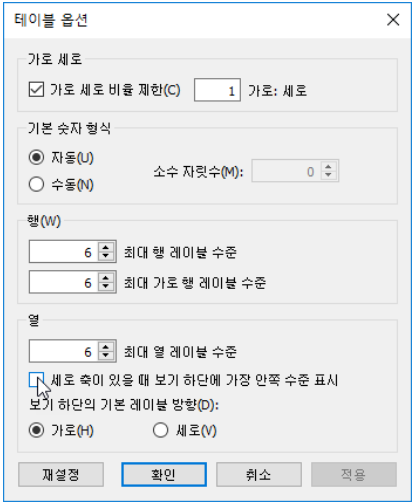 테이블 옵션
가로 세로
가로 세로 비율 제한(C) 1 가로: 세로
기본 숫자 형식
자동(U)
수동(N)
소수 자릿수(M): 0
행(W)
6 최대 행 레이블 수준
6 최대 가로 행 레이블 수준
열
6 최대 열 레이블 수준
세로 축이 있을 때 보기 하단에 가장 안쪽 수준 표시
보기 하단의 기본 레이블 방향(D):
가로(H) 세로(V)
재설정 확인 취소 적용